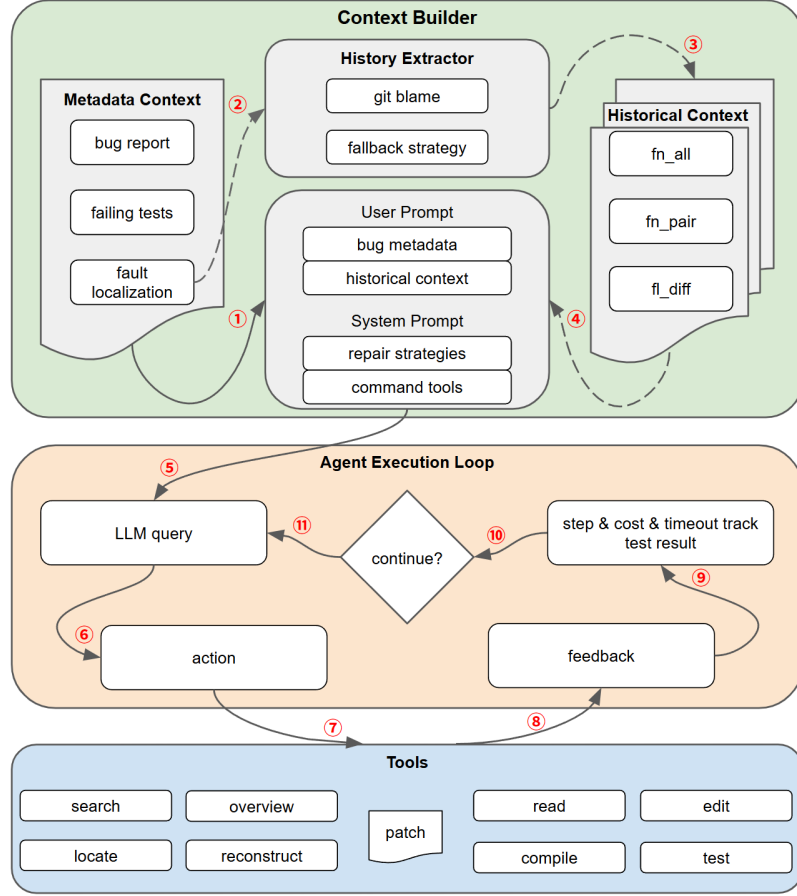 Context Builder
Metadata Context
bug report
failing tests
fault
localization
①
②
History Extractor
git blame
fallback strategy
③
Historical Context
fn_all
fn_pair
fl_diff
④
User Prompt
bug metadata
historical context
System Prompt
repair strategies
command tools
⑤
Agent Execution Loop
LLM query
⑥
action
⑦
⑧
feedback
⑨
step & cost & timeout track
test result
⑩
continue?
⑪
Tools
search
overview
locate
reconstruct
patch
read
edit
compile
test